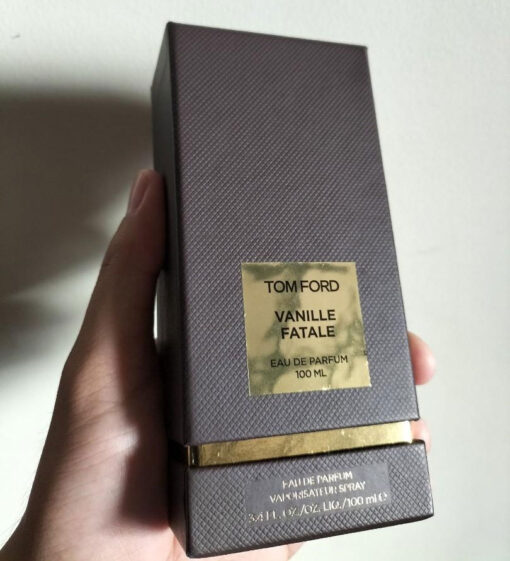 TOM FORD
VANILLE
FATALE
EAU DE PARFUM
100 ML
EAU DE PARFUM
VAPORISATEUR SPRAY
3.4 FL.OZ./OZ. LIQ./100 ml ℮